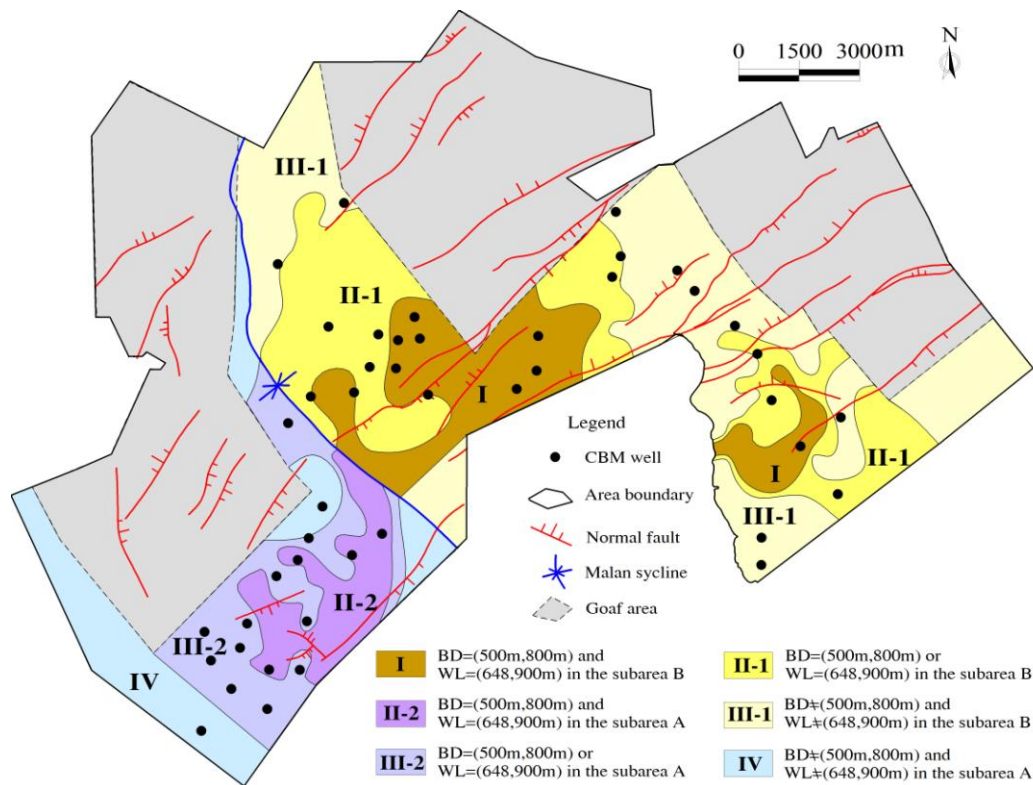 N
0 1500 3000m
III-1
II-1
I
Legend
CBM well
Area boundary
Normal fault
Malan sycline
Goaf area
II-1
I
III-1
II-2
III-2
IV
I BD=(500m,800m) and
WL=(648,900m) in the subarea B
II-1 BD=(500m,800m) or
WL=(648,900m) in the subarea B
II-2 BD=(500m,800m) and
WL=(648,900m) in the subarea A
III-1 BD≠(500m,800m) and
WL≠(648,900m) in the subarea B
III-2 BD=(500m,800m) or
WL=(648,900m) in the subarea A
IV BD≠(500m,800m) and
WL≠(648,900m) in the subarea A